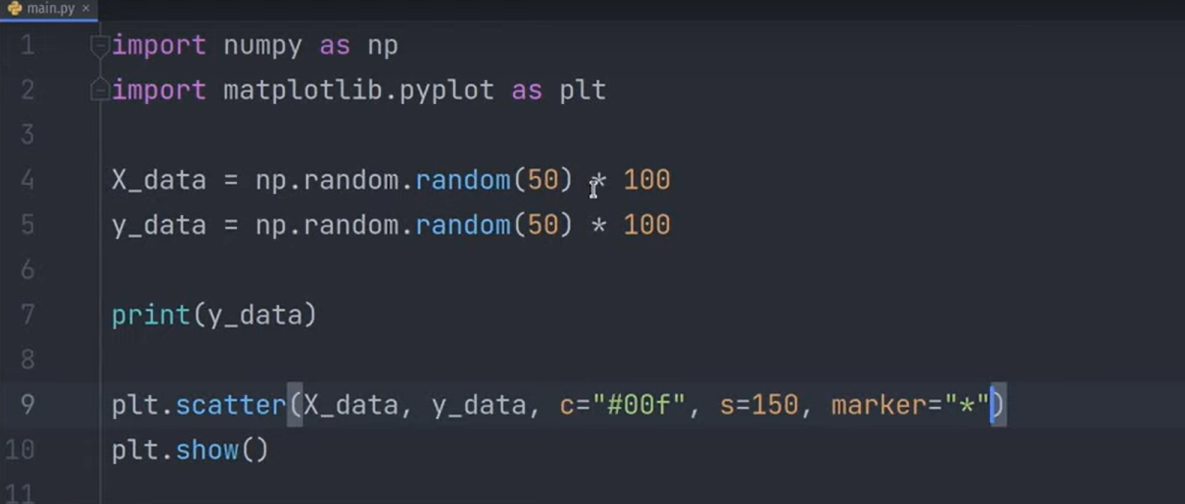 main.py ×
1 import numpy as np
2 import matplotlib.pyplot as plt
3
4 X_data = np.random.random(50) * 100
5 y_data = np.random.random(50) * 100
6
7 print(y_data)
8
9 plt.scatter(X_data, y_data, c="#00f", s=150, marker="*")
10 plt.show()
11